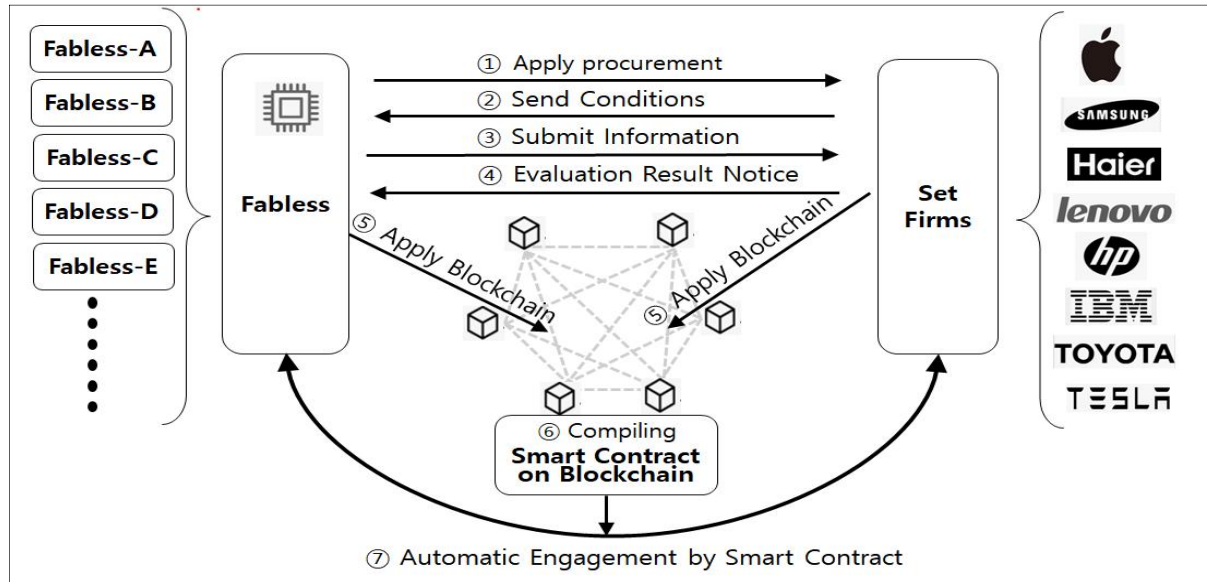 Fabless-A
Fabless-B
Fabless-C
Fabless-D
Fabless-E
Fabless
① Apply procurement
② Send Conditions
③ Submit Information
④ Evaluation Result Notice
⑤ Apply Blockchain
⑤ Apply Blockchain
⑥ Compiling
Smart Contract
on Blockchain
⑦ Automatic Engagement by Smart Contract
Set
Firms
SAMSUNG
Haier
lenovo
hp
IBM
TOYOTA
TESLA